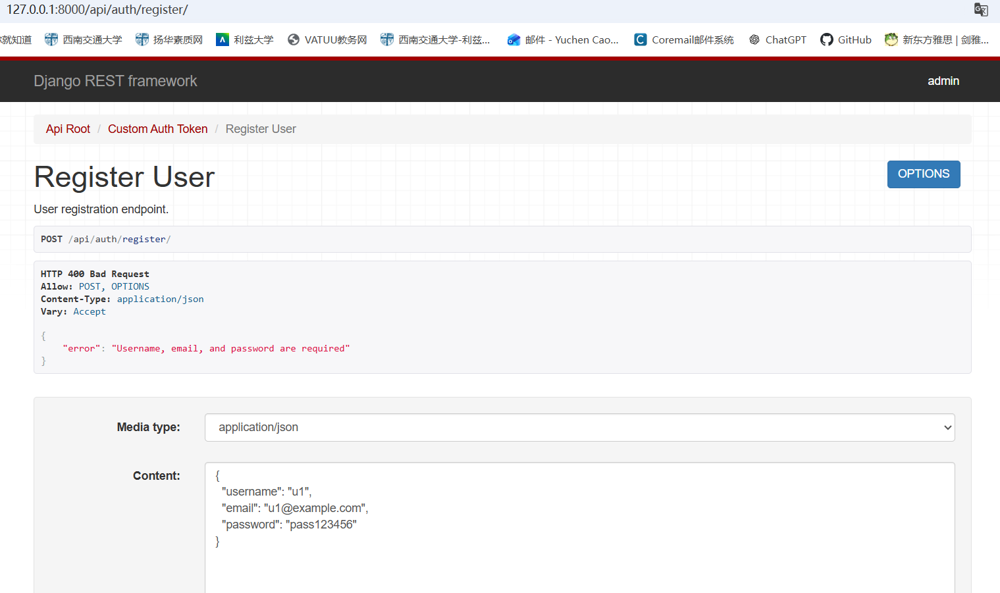 127.0.0.1:8000/api/auth/register/
就知道 西南交通大学 扬华素质网 利兹大学 VATUU教务网 西南交通大学-利兹... 邮件 - Yuchen Cao... Coremail邮件系统 ChatGPT GitHub 新东方雅思 | 剑雅...
Django REST framework admin
Api Root / Custom Auth Token / Register User
Register User OPTIONS
User registration endpoint.
POST /api/auth/register/
HTTP 400 Bad Request
Allow: POST, OPTIONS
Content-Type: application/json
Vary: Accept
{
"error": "Username, email, and password are required"
}
Media type: application/json
Content: {
"username": "u1",
"email": "u1@example.com",
"password": "pass123456"
}